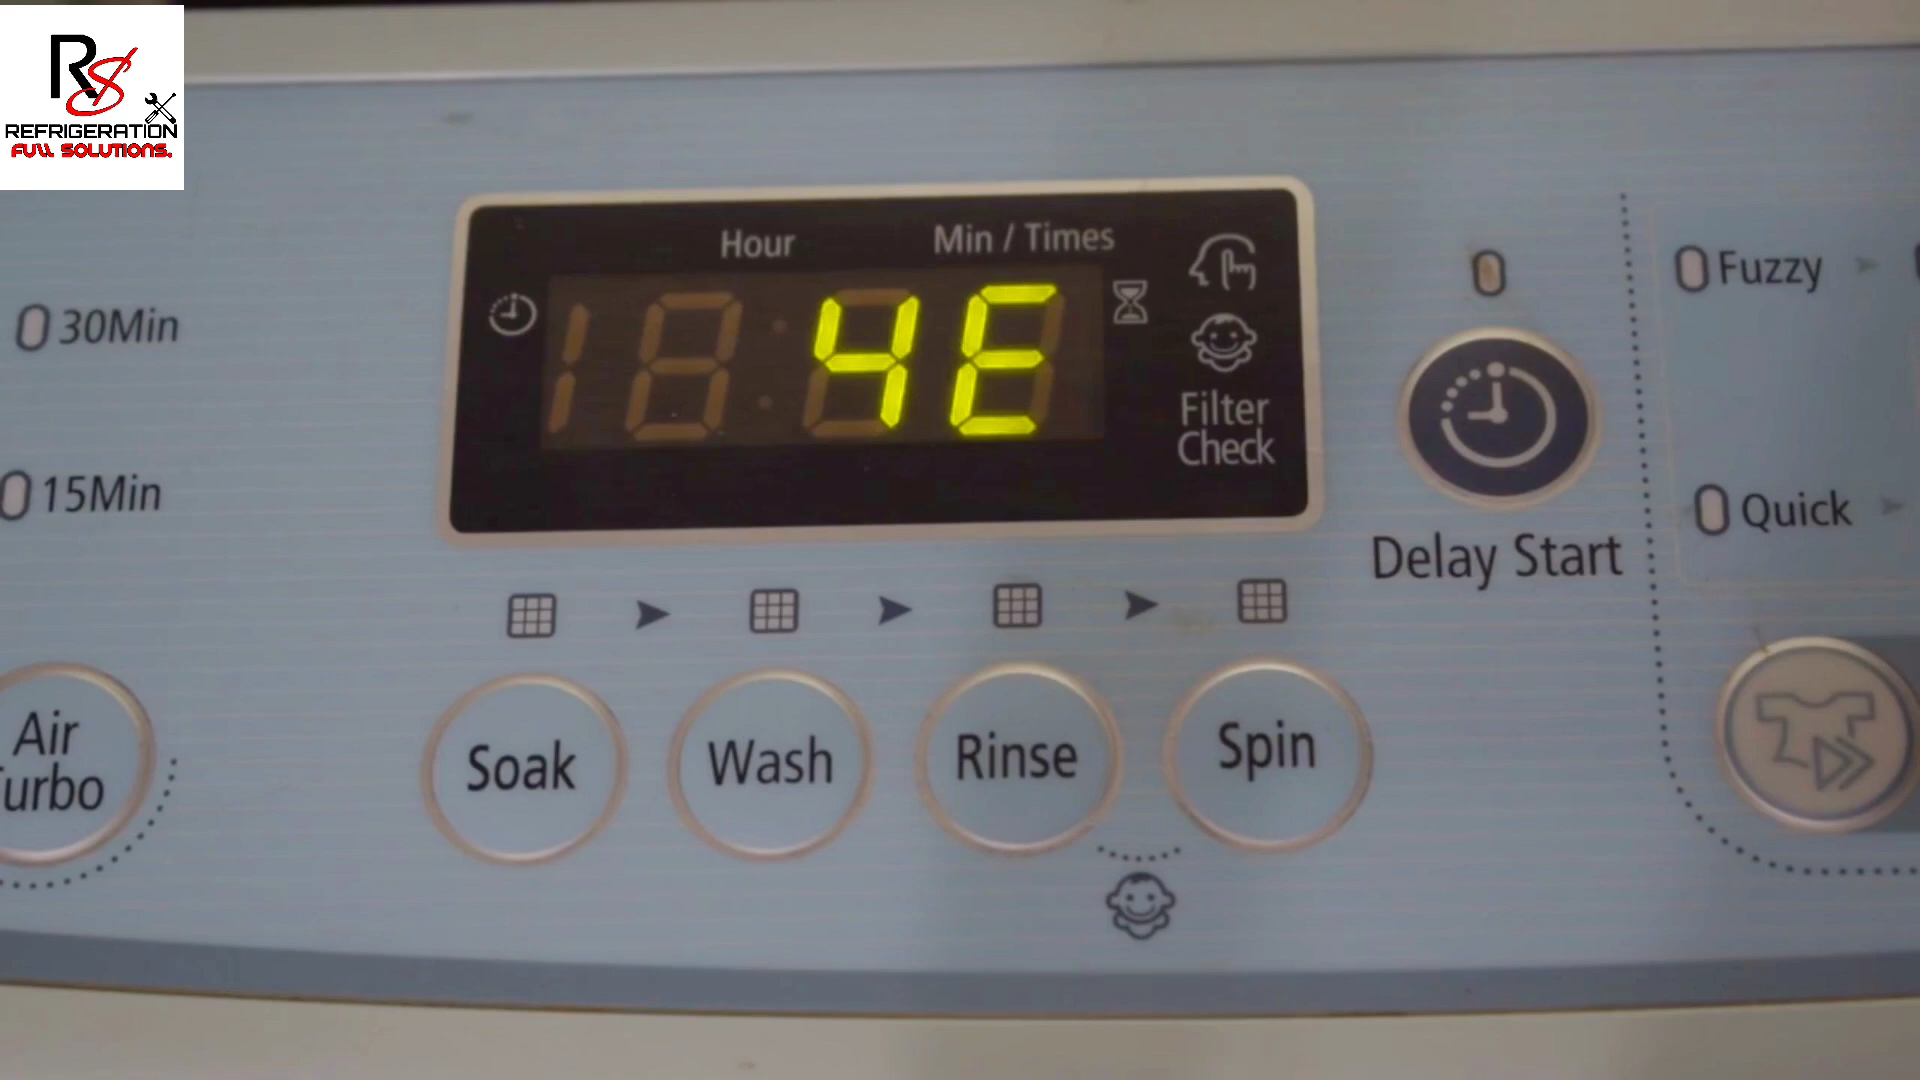 RS
REFRIGERATION
FULL SOLUTIONS.
Hour
Min / Times
4E
Filter
Check
30Min
15Min
Fuzzy
Quick
Delay Start
Air
Turbo
Soak
Wash
Rinse
Spin